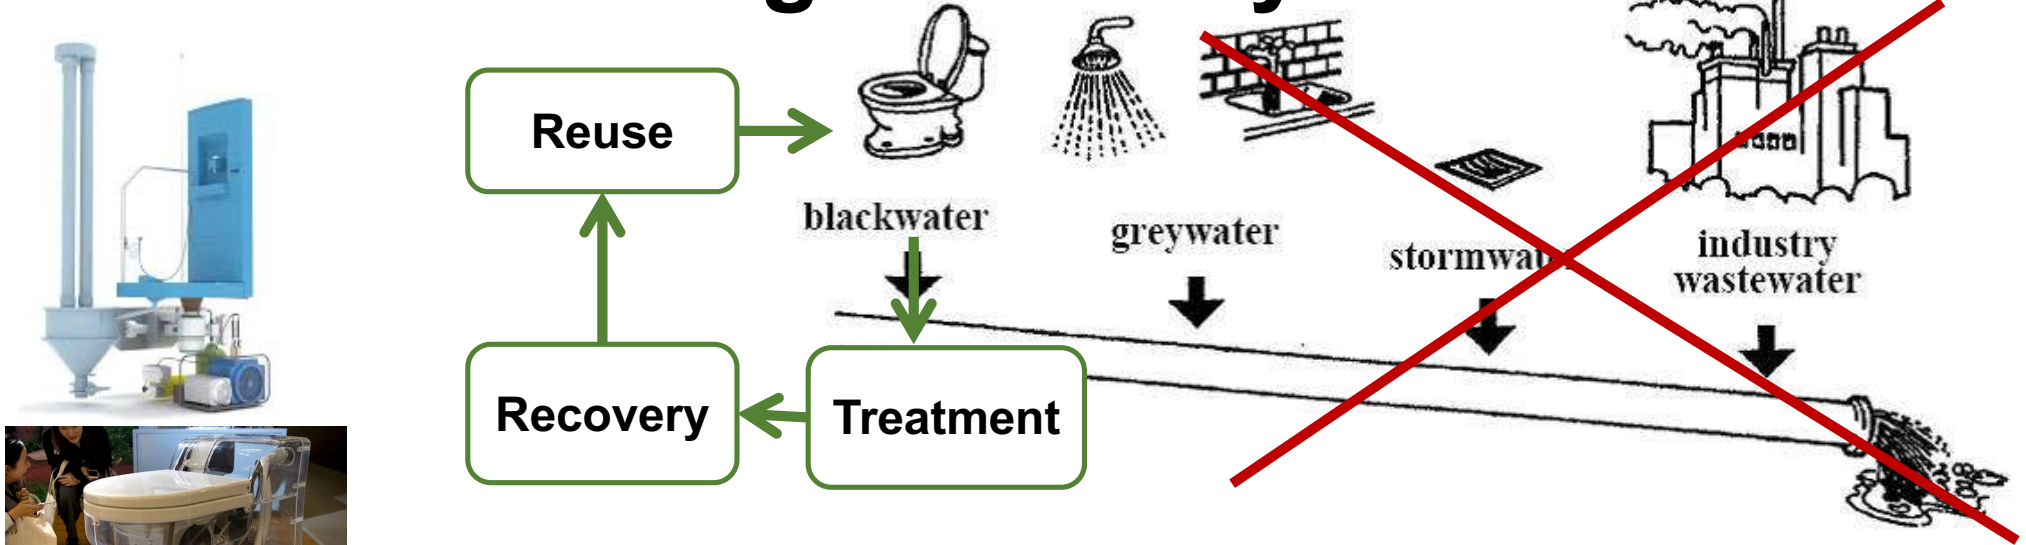 Reuse
blackwater
greywater
industry
wastewater
Recovery
Treatment